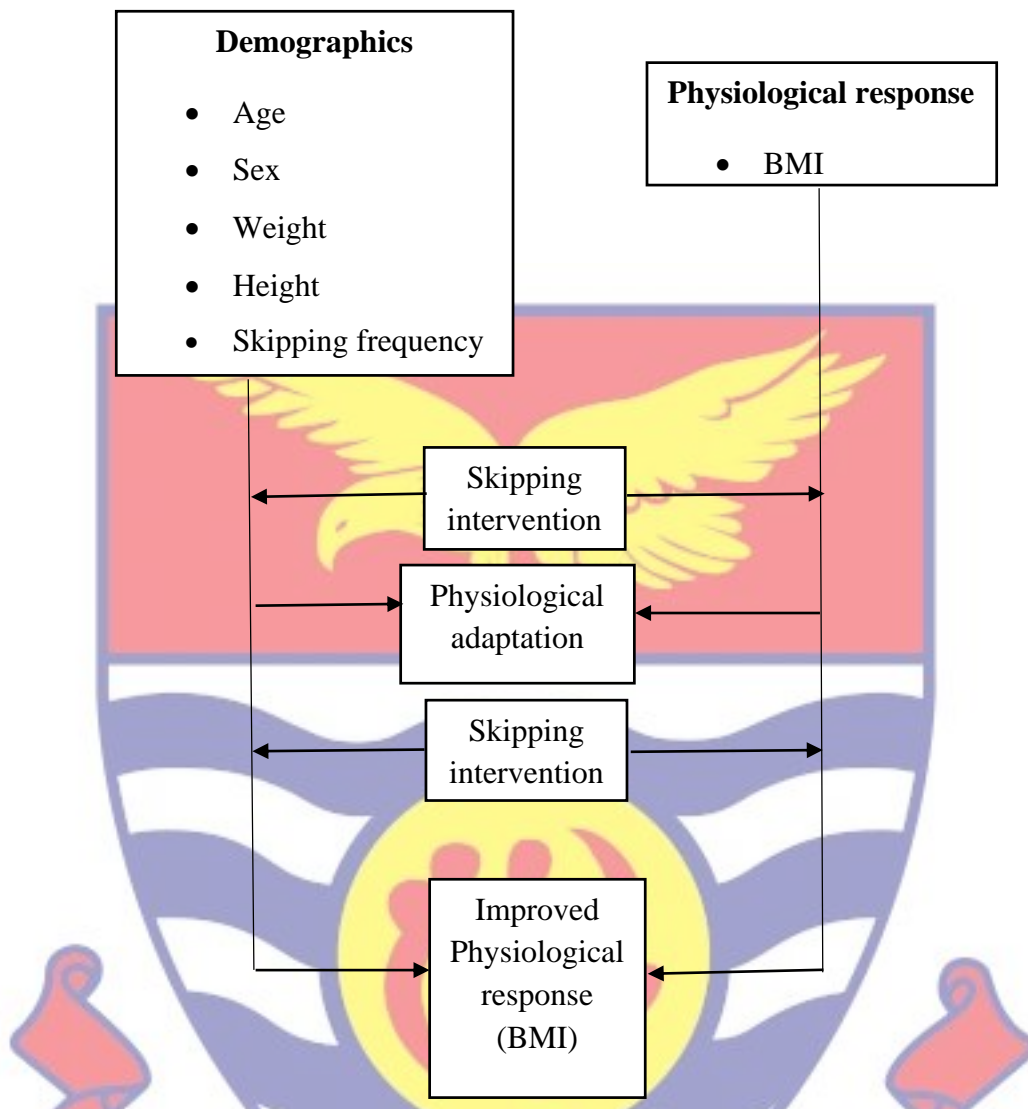 Demographics
• Age
• Sex
• Weight
• Height
• Skipping frequency
Physiological response
• BMI
Skipping
intervention
Physiological
adaptation
Skipping
intervention
Improved
Physiological
response
(BMI)